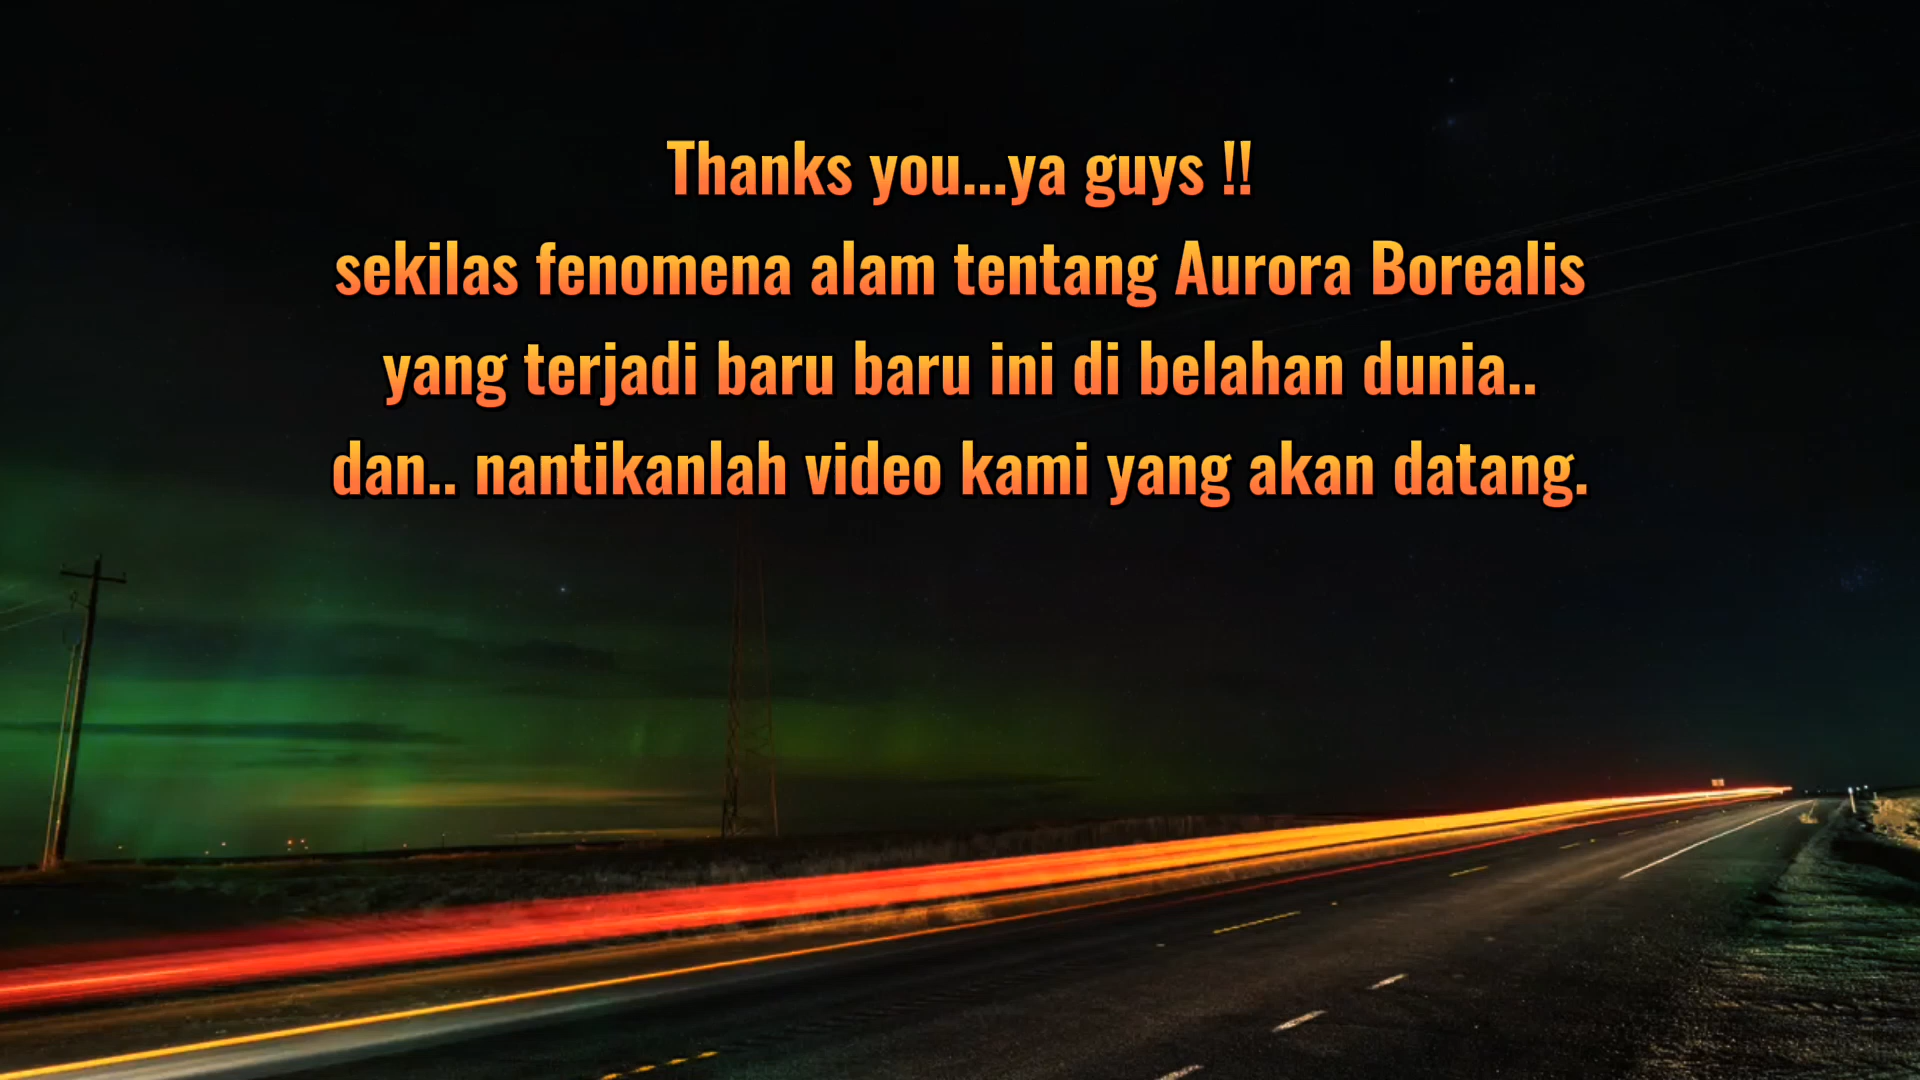 Thanks you...ya guys !!
sekilas fenomena alam tentang Aurora Borealis
yang terjadi baru baru ini di belahan dunia..
dan.. nantikanlah video kami yang akan datang.